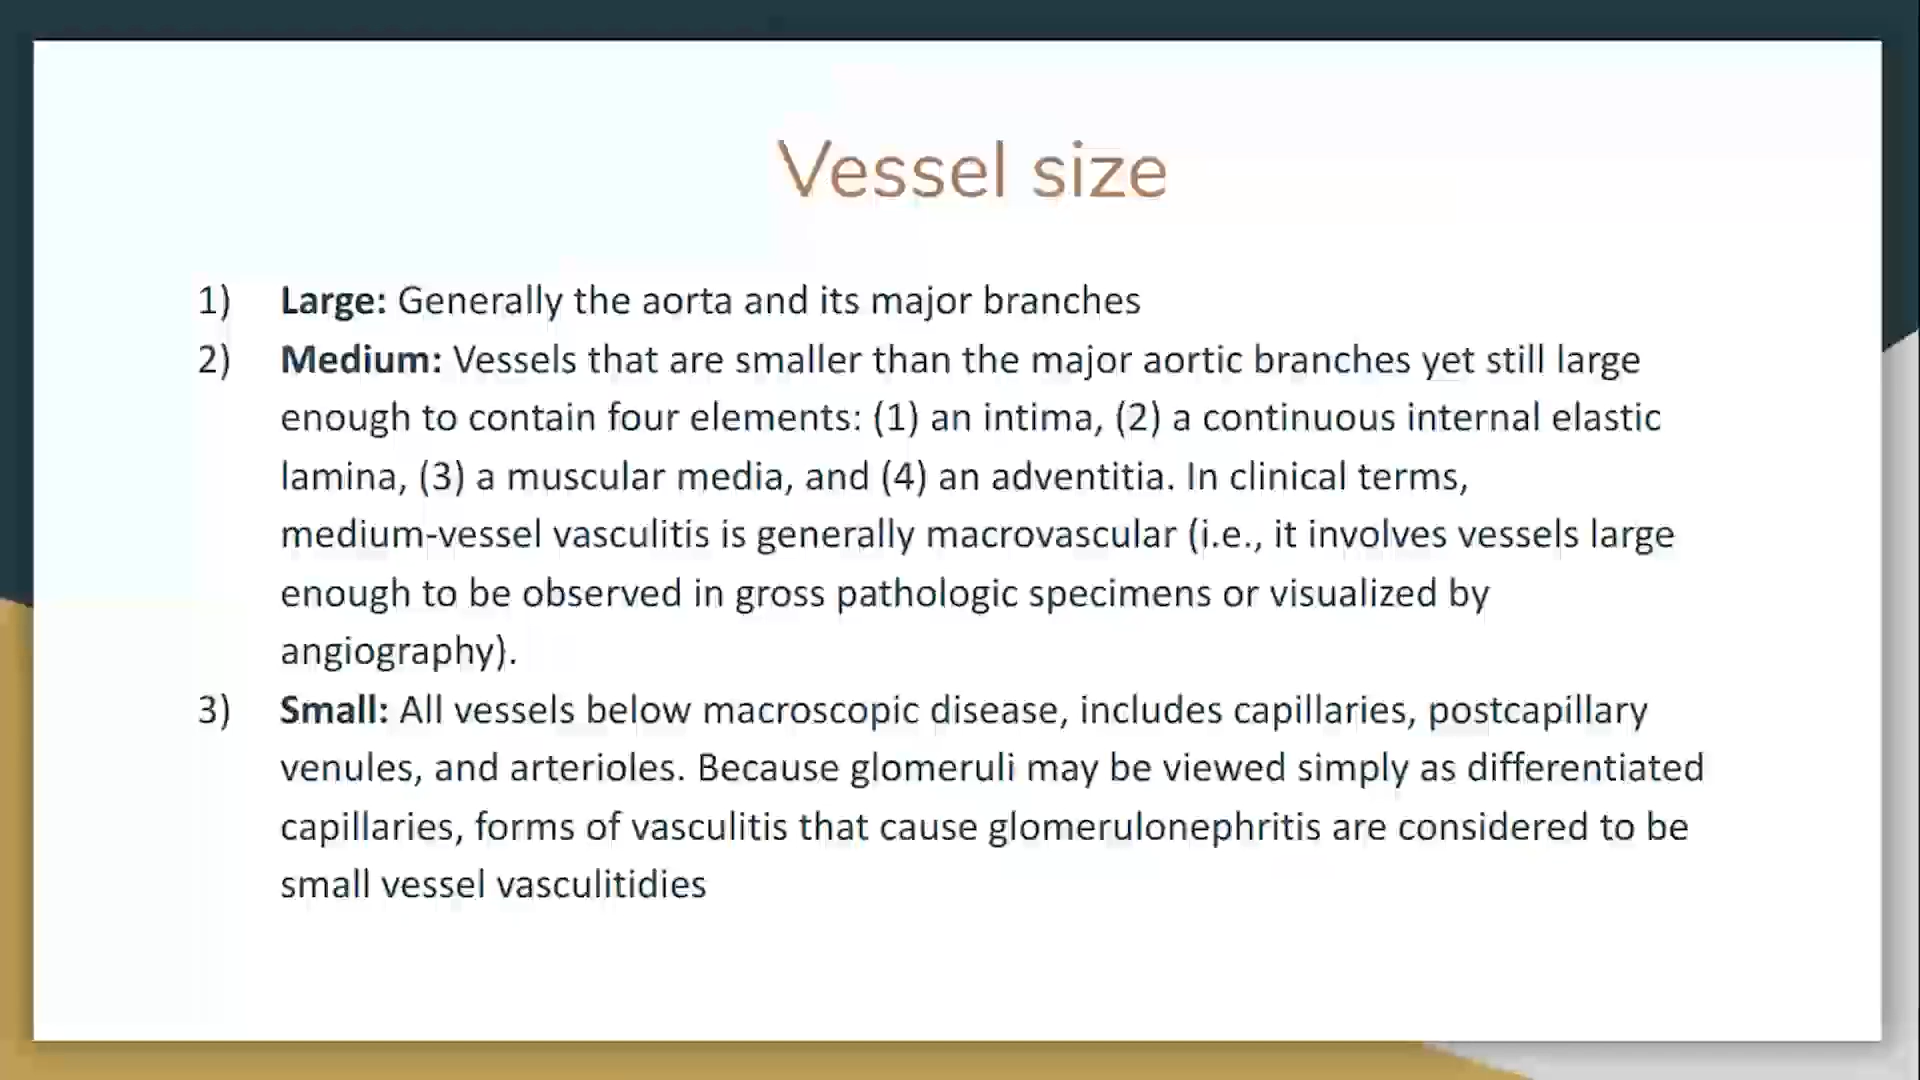 Vessel size
1) Large: Generally the aorta and its major branches
2) Medium: Vessels that are smaller than the major aortic branches yet still large
enough to contain four elements: (1) an intima, (2) a continuous internal elastic
lamina, (3) a muscular media, and (4) an adventitia. In clinical terms,
medium-vessel vasculitis is generally macrovascular (i.e., it involves vessels large
enough to be observed in gross pathologic specimens or visualized by
angiography).
3) Small: All vessels below macroscopic disease, includes capillaries, postcapillary
venules, and arterioles. Because glomeruli may be viewed simply as differentiated
capillaries, forms of vasculitis that cause glomerulonephritis are considered to be
small vessel vasculitidies